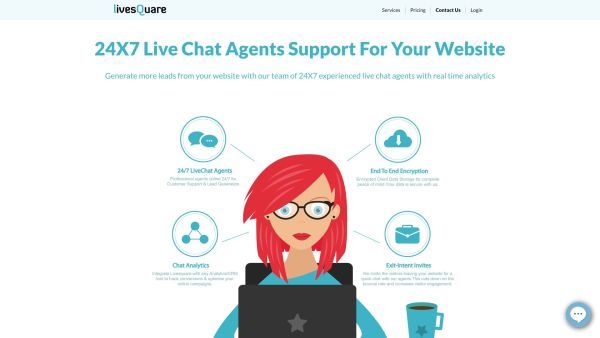 livesQuare
Services
Pricing
Contact Us
Login
24X7 Live Chat Agents Support For Your Website
Generate more leads from your website with our team of 24X7 experienced live chat agents with real time analytics
24/7 LiveChat Agents
Professional agents online 24/7 for
Customer Support & Lead Generation
End To End Encryption
Encrypted Client Data Storage for complete
peace of mind that data is secure with us.
Chat Analytics
Integrate Livesquare with any Analytics/CRM
tool to track conversions & optimise your
online campaigns.
Exit-Intent Invites
We invite the visitors leaving your website for a
quick chat with our agents. This cuts down on the
bounce rate and increases visitor engagement.